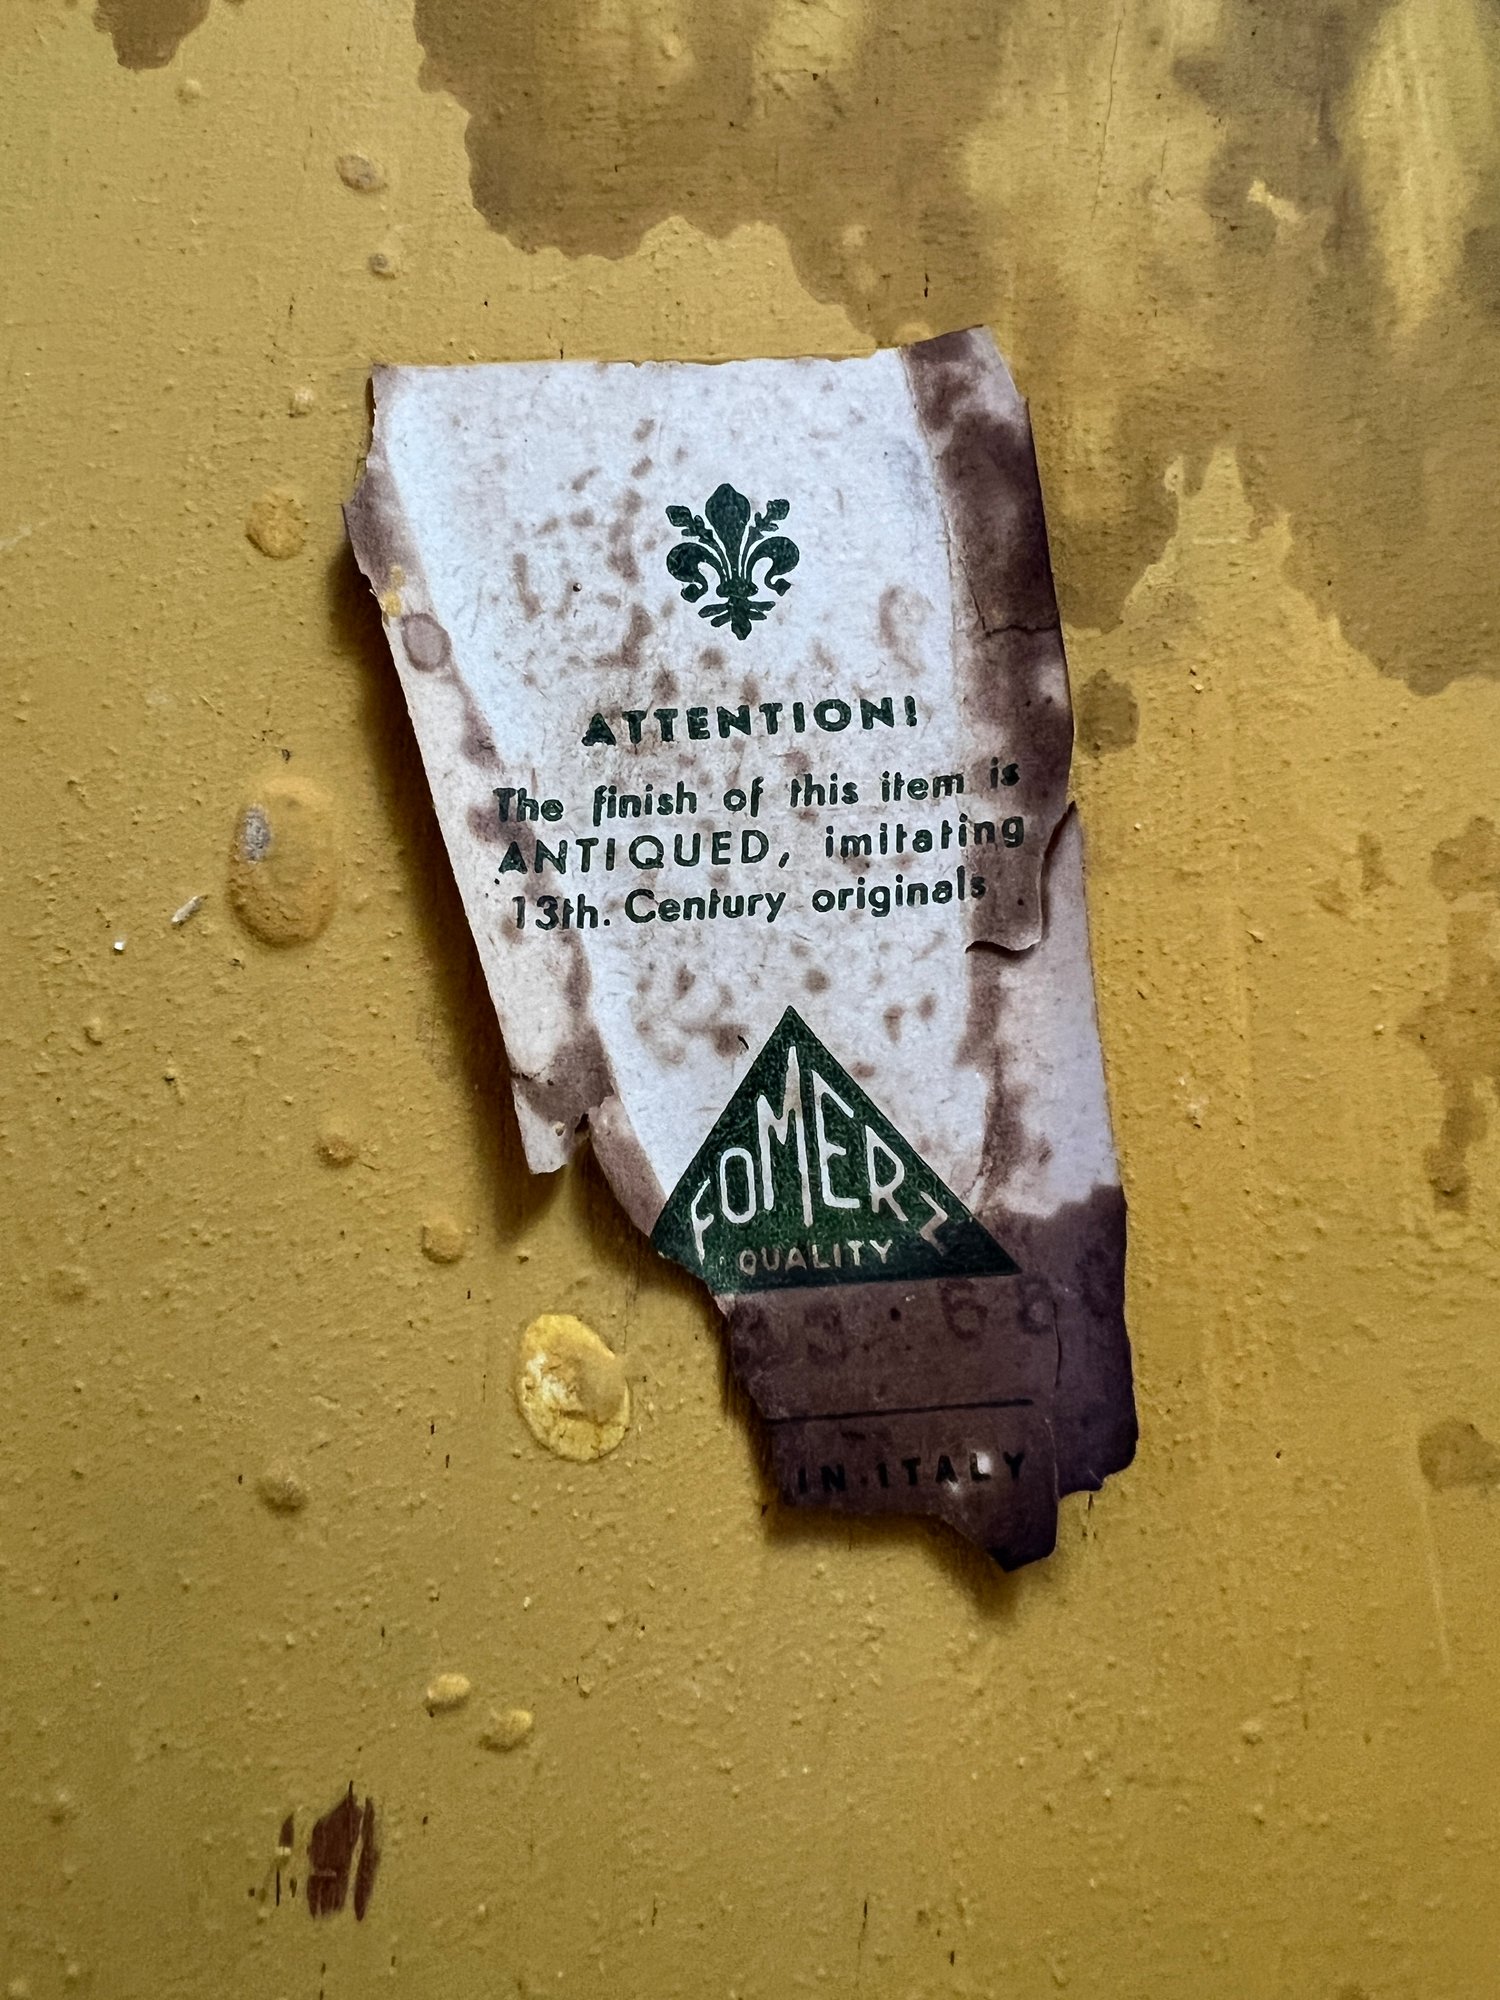 ATTENTION!
The finish of this item is
ANTIQUED, imitating
13th. Century originals
FOMERZ
QUALITY
IN·ITALY